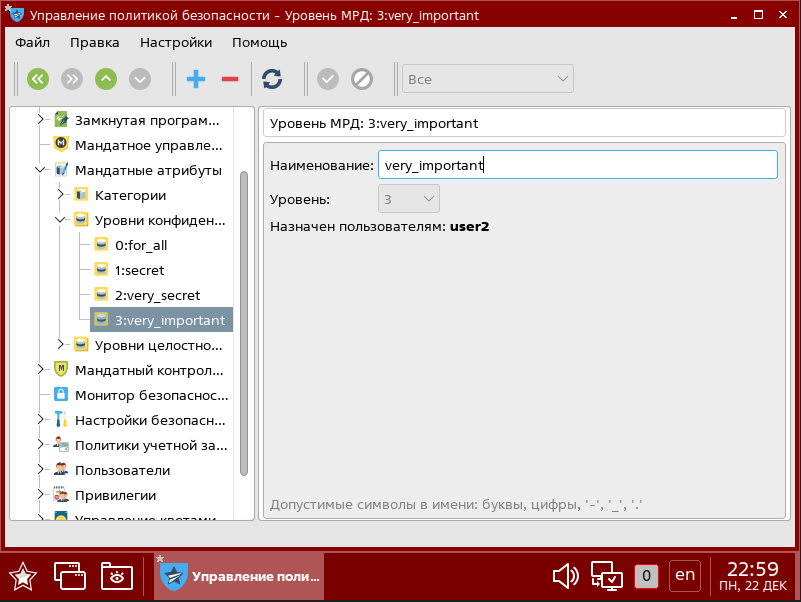 Управление политикой безопасности - Уровень МРД: 3:very_important
Файл Правка Настройки Помощь
Все
Замкнутая програм...
Мандатное управле...
Мандатные атрибуты
Категории
Уровни конфиден...
0:for_all
1:secret
2:very_secret
3:very_important
Уровни целостно...
Мандатный контрол...
Монитор безопаснос...
Настройки безопасн...
Политики учетной за...
Пользователи
Привилегии
Управление квотами
Уровень МРД: 3:very_important
Наименование: very_important
Уровень: 3
Назначен пользователям: user2
Допустимые символы в имени: буквы, цифры, '-', '_', '.'
Управление поли...
0
en
22:59
ПН, 22 ДЕК